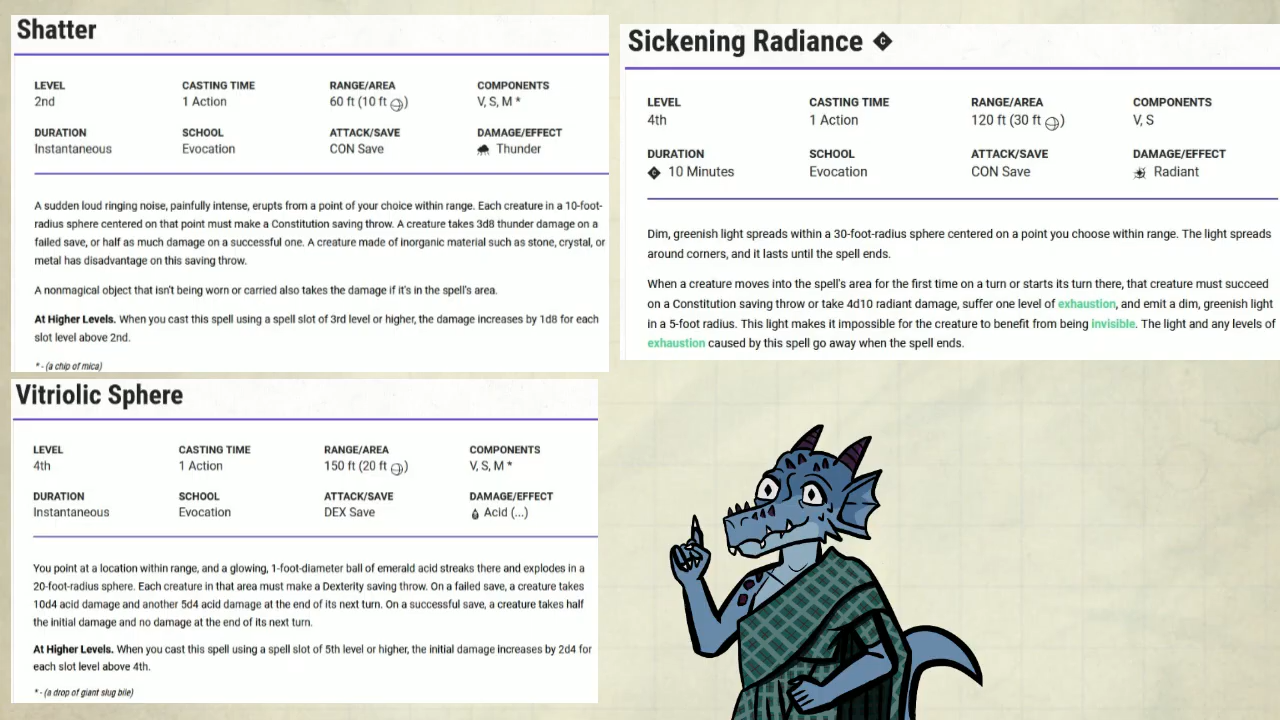 Shatter
LEVEL CASTING TIME RANGE/AREA COMPONENTS
2nd 1 Action 60 ft (10 ft ) V, S, M *
DURATION SCHOOL ATTACK/SAVE DAMAGE/EFFECT
Instantaneous Evocation CON Save Thunder
A sudden loud ringing noise, painfully intense, erupts from a point of your choice within range. Each creature in a 10-foot-
radius sphere centered on that point must make a Constitution saving throw. A creature takes 3d8 thunder damage on a
failed save, or half as much damage on a successful one. A creature made of inorganic material such as stone, crystal, or
metal has disadvantage on this saving throw.
A nonmagical object that isn't being worn or carried also takes the damage if it's in the spell's area.
At Higher Levels. When you cast this spell using a spell slot of 3rd level or higher, the damage increases by 1d8 for each
slot level above 2nd.
* - (a chip of mica)
Sickening Radiance C
LEVEL CASTING TIME RANGE/AREA COMPONENTS
4th 1 Action 120 ft (30 ft ) V, S
DURATION SCHOOL ATTACK/SAVE DAMAGE/EFFECT
C 10 Minutes Evocation CON Save Radiant
Dim, greenish light spreads within a 30-foot-radius sphere centered on a point you choose within range. The light spreads
around corners, and it lasts until the spell ends.
When a creature moves into the spell's area for the first time on a turn or starts its turn there, that creature must succeed
on a Constitution saving throw or take 4d10 radiant damage, suffer one level of exhaustion, and emit a dim, greenish light
in a 5-foot radius. This light makes it impossible for the creature to benefit from being invisible. The light and any levels of
exhaustion caused by this spell go away when the spell ends.
Vitriolic Sphere
LEVEL CASTING TIME RANGE/AREA COMPONENTS
4th 1 Action 150 ft (20 ft ) V, S, M *
DURATION SCHOOL ATTACK/SAVE DAMAGE/EFFECT
Instantaneous Evocation DEX Save Acid (...)
You point at a location within range, and a glowing, 1-foot-diameter ball of emerald acid streaks there and explodes in a
20-foot-radius sphere. Each creature in that area must make a Dexterity saving throw. On a failed save, a creature takes
10d4 acid damage and another 5d4 acid damage at the end of its next turn. On a successful save, a creature takes half
the initial damage and no damage at the end of its next turn.
At Higher Levels. When you cast this spell using a spell slot of 5th level or higher, the initial damage increases by 2d4 for
each slot level above 4th.
* - (a drop of giant slug bile)